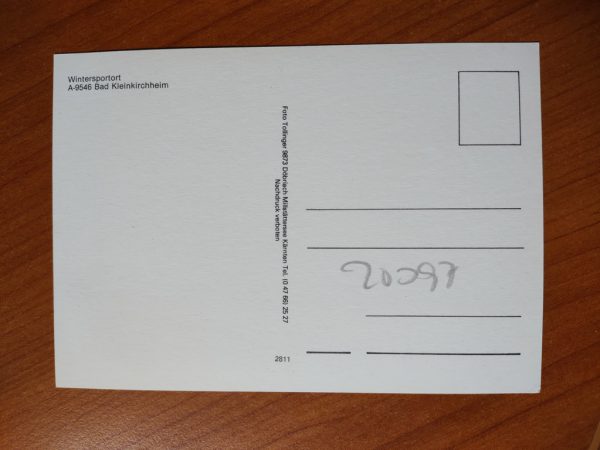 Wintersportort
A-9546 Bad Kleinkirchheim
Foto Tollinger 9873 Döbriach Millstättersee Kärnten Tel. (0 47 66) 25 27
Nachdruck verboten
2811